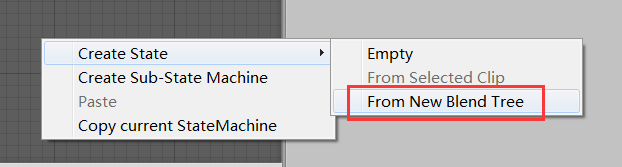 Create State
Create Sub-State Machine
Paste
Copy current StateMachine
Empty
From Selected Clip
From New Blend Tree